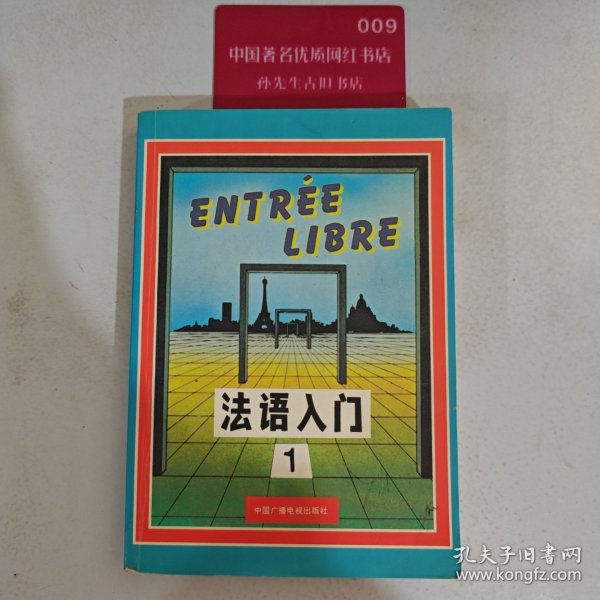 009
中国著名优质网红书店
孙先生古旧书店
ENTRÉE
LIBRE
法语入门
1
中国广播电视出版社
孔夫子旧书网
www.kongfz.com